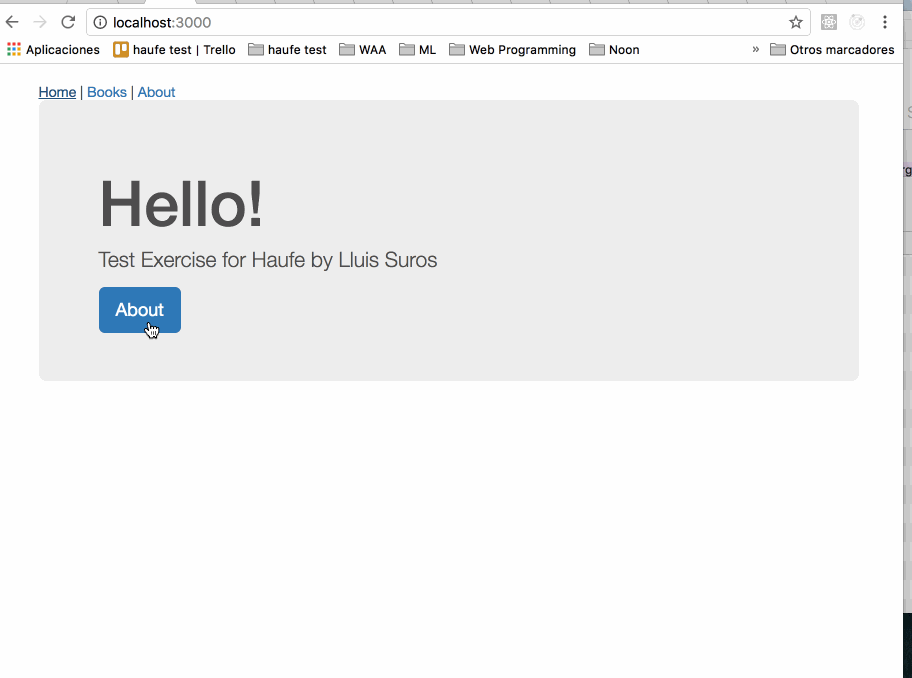 localhost:3000
Aplicaciones haufe test | Trello haufe test WAA ML Web Programming Noon » Otros marcadores
Home | Books | About
Hello!
Test Exercise for Haufe by Lluis Suros
About